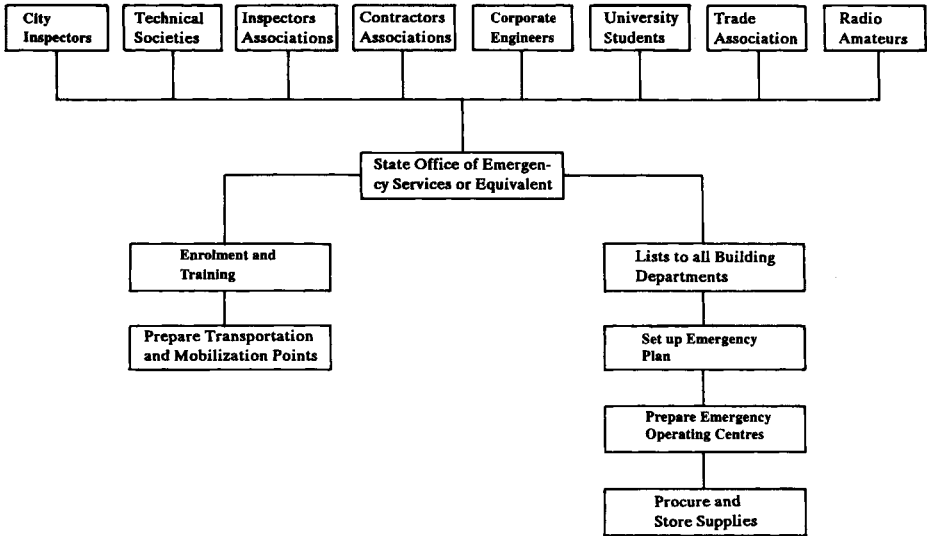 City
Inspectors
Technical
Societies
Inspectors
Associations
Contractors
Associations
Corporate
Engineers
University
Students
Trade
Association
Radio
Amateurs
State Office of Emergen-
cy Services or Equivalent
Enrolment and
Training
Prepare Transportation
and Mobilization Points
Lists to all Building
Departments
Set up Emergency
Plan
Prepare Emergency
Operating Centres
Procure and
Store Supplies